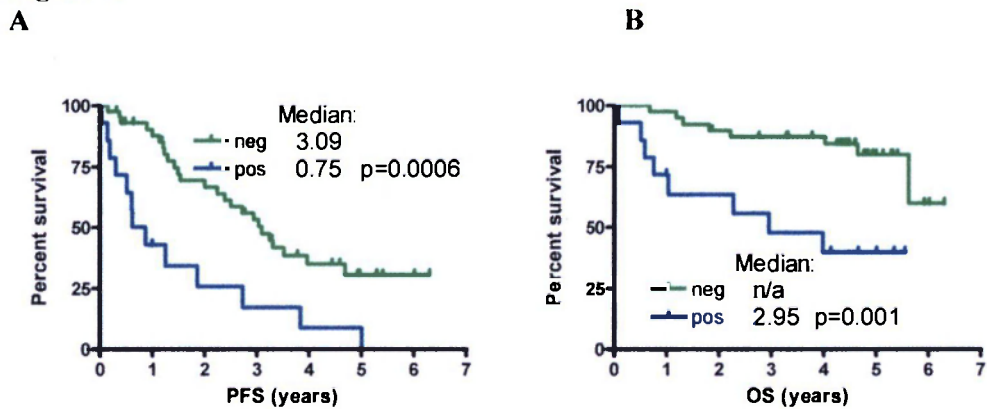 A
B
Median:
neg 3.09
pos 0.75 p=0.0006
100
75
50
25
0
Percent survival
0 1 2 3 4 5 6 7
PFS (years)
100
75
50
25
0
Percent survival
Median:
neg n/a
pos 2.95 p=0.001
0 1 2 3 4 5 6 7
OS (years)